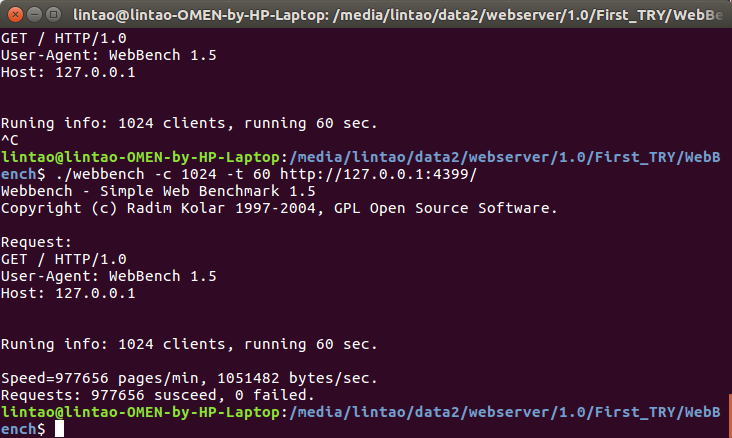 lintao@lintao-OMEN-by-HP-Laptop: /media/lintao/data2/webserver/1.0/First_TRY/WebBe
GET / HTTP/1.0
User-Agent: WebBench 1.5
Host: 127.0.0.1
Runing info: 1024 clients, running 60 sec.
^C
lintao@lintao-OMEN-by-HP-Laptop:/media/lintao/data2/webserver/1.0/First_TRY/WebB
ench$ ./webbench -c 1024 -t 60 http://127.0.0.1:4399/
Webbench - Simple Web Benchmark 1.5
Copyright (c) Radim Kolar 1997-2004, GPL Open Source Software.
Request:
GET / HTTP/1.0
User-Agent: WebBench 1.5
Host: 127.0.0.1
Runing info: 1024 clients, running 60 sec.
Speed=977656 pages/min, 1051482 bytes/sec.
Requests: 977656 susceed, 0 failed.
lintao@lintao-OMEN-by-HP-Laptop:/media/lintao/data2/webserver/1.0/First_TRY/WebB
ench$